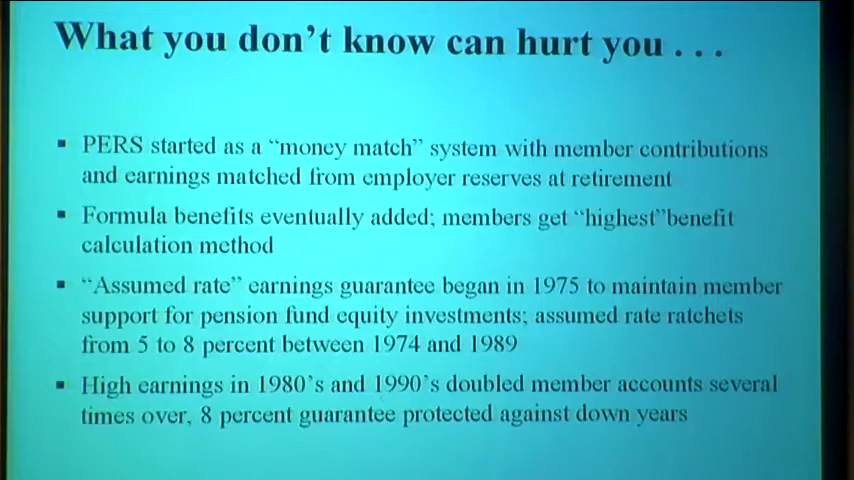 What you don’t know can hurt you . . .
▪ PERS started as a “money match” system with member contributions
and earnings matched from employer reserves at retirement
▪ Formula benefits eventually added; members get “highest”benefit
calculation method
▪ “Assumed rate” earnings guarantee began in 1975 to maintain member
support for pension fund equity investments; assumed rate ratchets
from 5 to 8 percent between 1974 and 1989
▪ High earnings in 1980’s and 1990’s doubled member accounts several
times over, 8 percent guarantee protected against down years